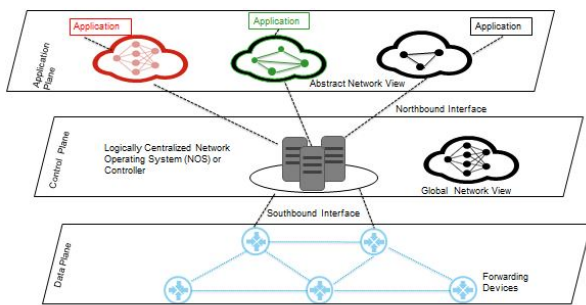 Application
Application
Application
Application
Plane
Abstract Network View
Northbound Interface
Control Plane
Logically Centralized Network
Operating System (NOS) or
Controller
Global Network View
Southbound Interface
Data Plane
Forwarding
Devices